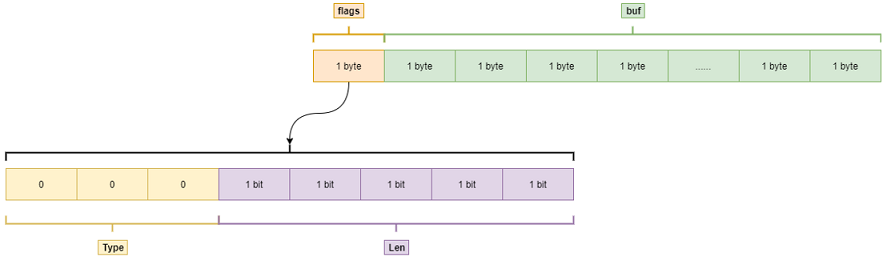 flags buf
1 byte 1 byte 1 byte 1 byte 1 byte ...... 1 byte 1 byte
0 0 0 1 bit 1 bit 1 bit 1 bit 1 bit
Type Len